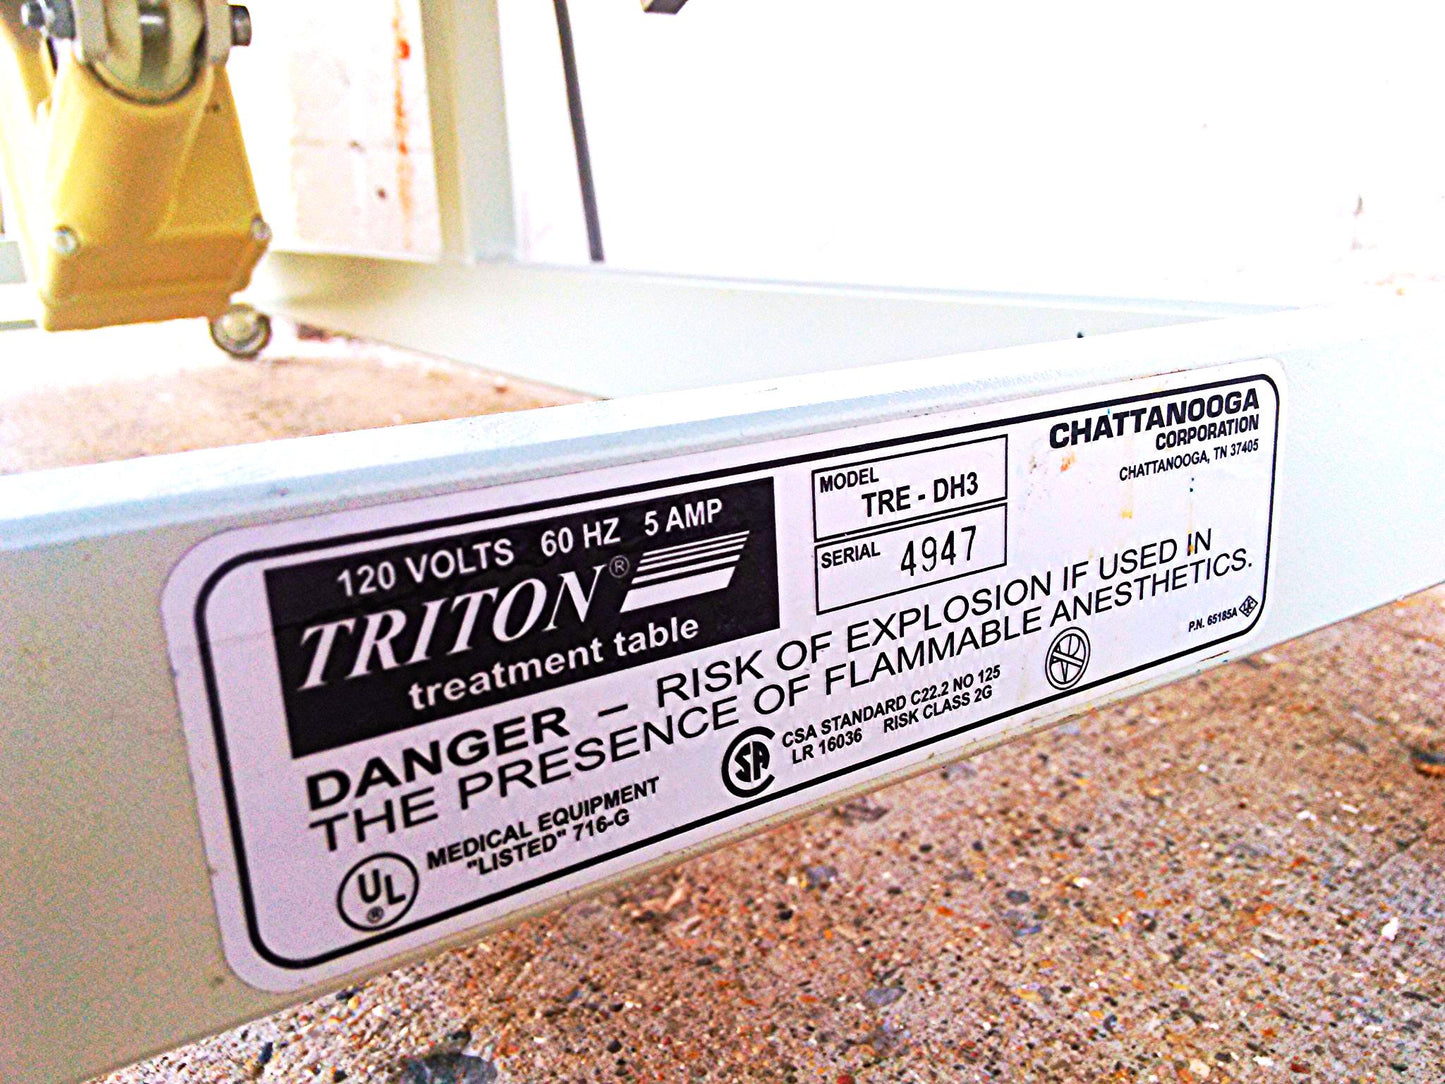 120 VOLTS 60 HZ 5 AMP
TRITON®
treatment table
MODEL
TRE - DH3
SERIAL 4947
CHATTANOOGA
CORPORATION
CHATTANOOGA, TN 37405
DANGER – RISK OF EXPLOSION IF USED IN
THE PRESENCE OF FLAMMABLE ANESTHETICS.
UL
®
MEDICAL EQUIPMENT
"LISTED" 716-G
SA
CSA STANDARD C22.2 NO 125
LR 16036 RISK CLASS 2G
P.N. 65185A